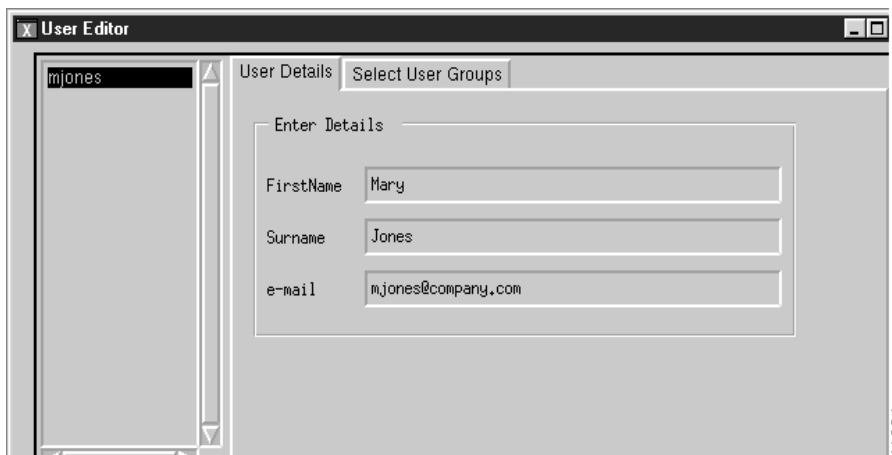 User Editor
mjones
User Details
Select User Groups
Enter Details
FirstName
Mary
Surname
Jones
e-mail
mjones@company.com